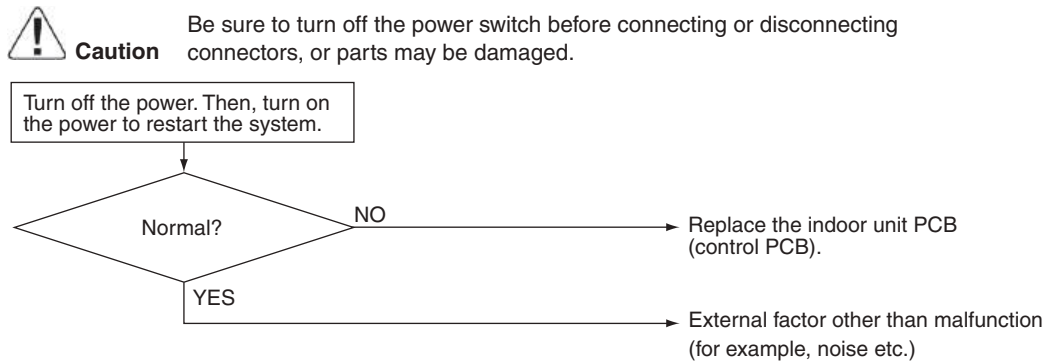 Be sure to turn off the power switch before connecting or disconnecting
Caution connectors, or parts may be damaged.
Turn off the power. Then, turn on
the power to restart the system.
Normal?
NO
Replace the indoor unit PCB
(control PCB).
YES
External factor other than malfunction
(for example, noise etc.)